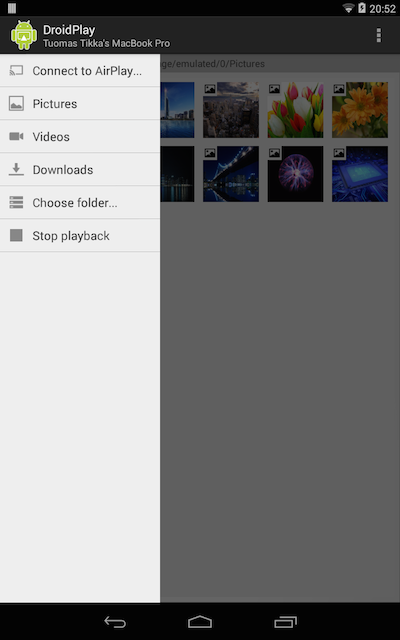 20:52
DroidPlay
Tuomas Tikka's MacBook Pro
age/emulated/0/Pictures
Connect to AirPlay...
Pictures
Videos
Downloads
Choose folder...
Stop playback